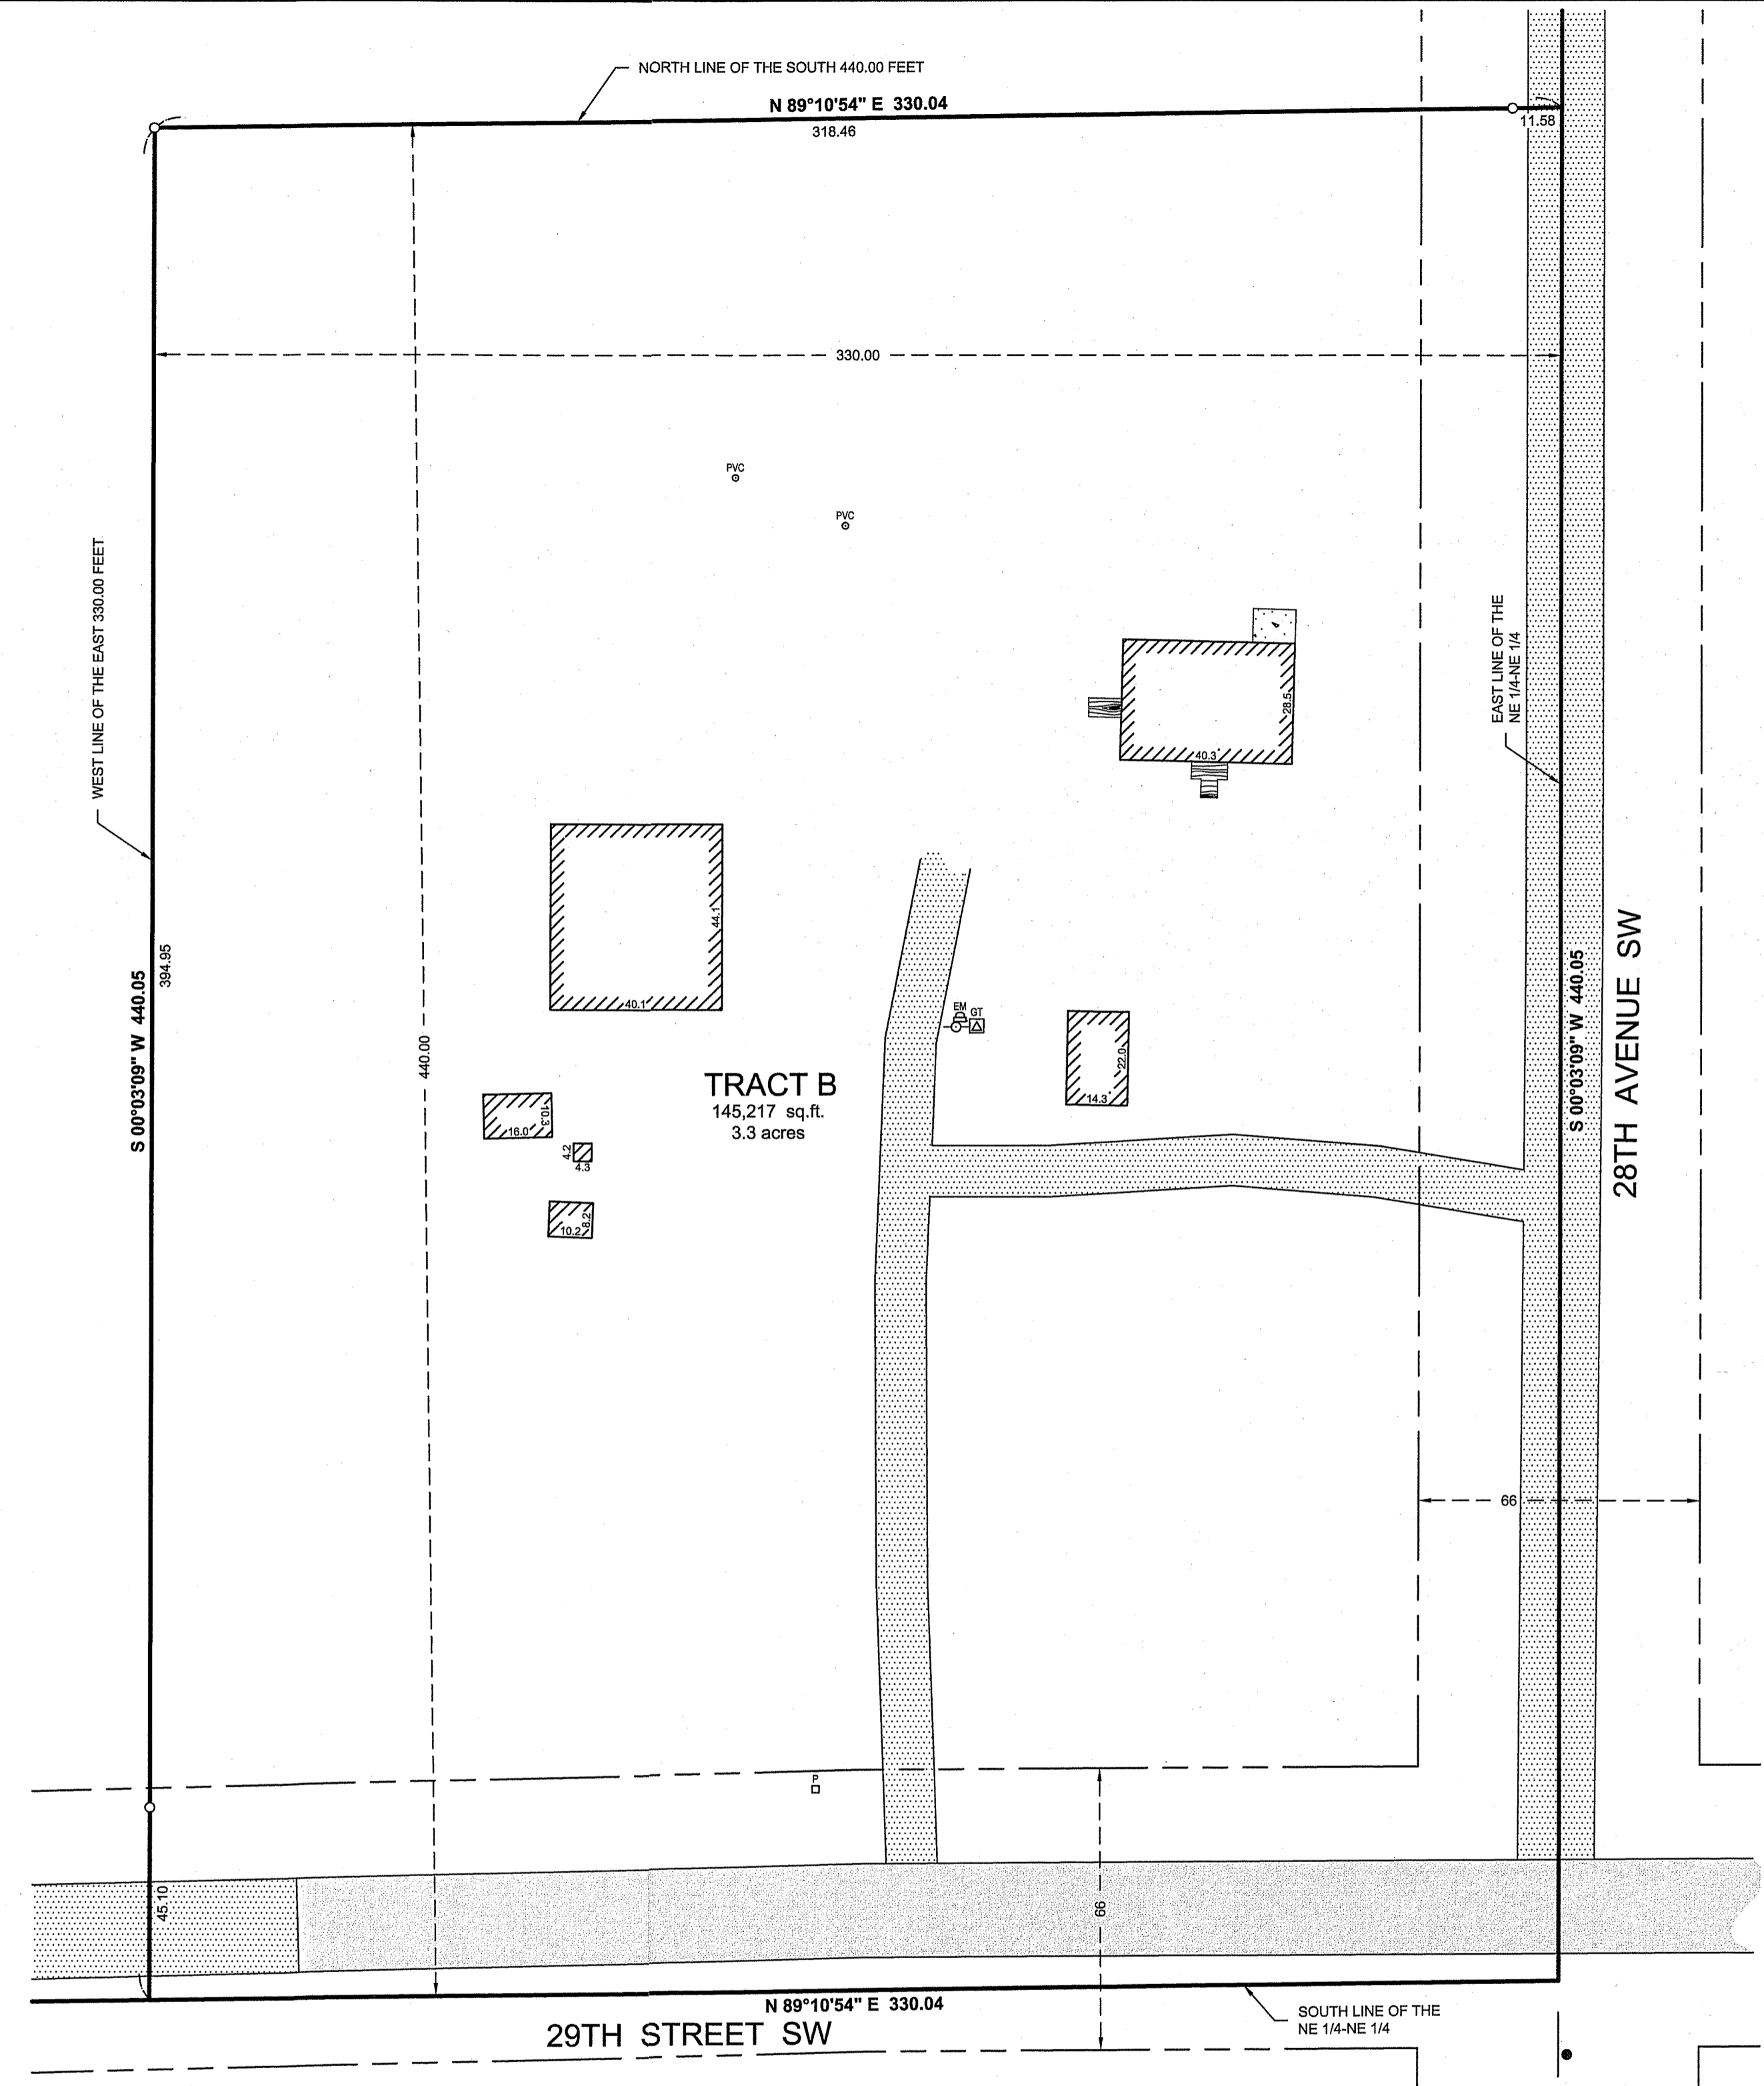 NORTH LINE OF THE SOUTH 440.00 FEET
N 89°10'54" E 330.04
318.46
11.58
330.00
PVC
PVC
WEST LINE OF THE EAST 330.00 FEET
EAST LINE OF THE
NE 1/4-NE 1/4
28.5
40.3
44.1
40.1
S 00°03'09" W 440.05
394.95
440.00
EM
GT
22.0
14.3
TRACT B
145,217 sq.ft.
3.3 acres
10.3
16.0
4.2
4.3
8.2
10.2
S 00°03'09" W 440.05
28TH AVENUE SW
66
P
45.10
66
N 89°10'54" E 330.04
29TH STREET SW
SOUTH LINE OF THE
NE 1/4-NE 1/4